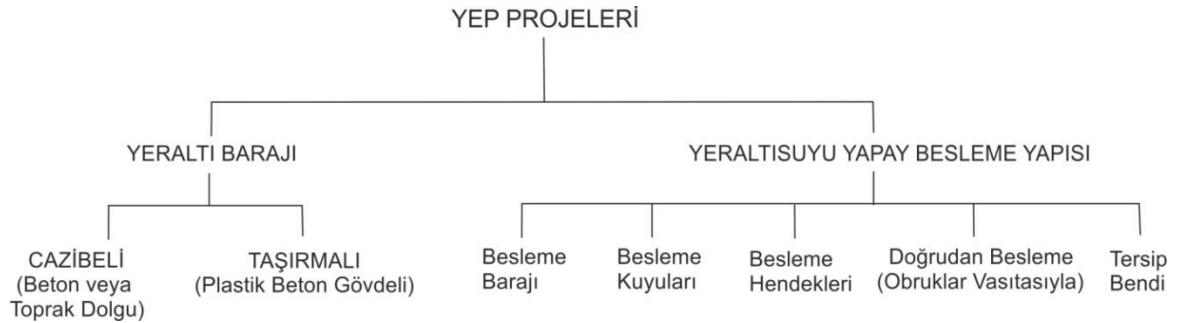 YEP PROJELERİ
YERALTI BARAJI
YERALTISUYU YAPAY BESLEME YAPISI
CAZİBELİ
(Beton veya
Toprak Dolgu)
TAŞIRMALI
(Plastik Beton Gövdeli)
Besleme
Barajı
Besleme
Kuyuları
Besleme
Hendekleri
Doğrudan Besleme
(Obruklar Vasıtasıyla)
Tersip
Bendi